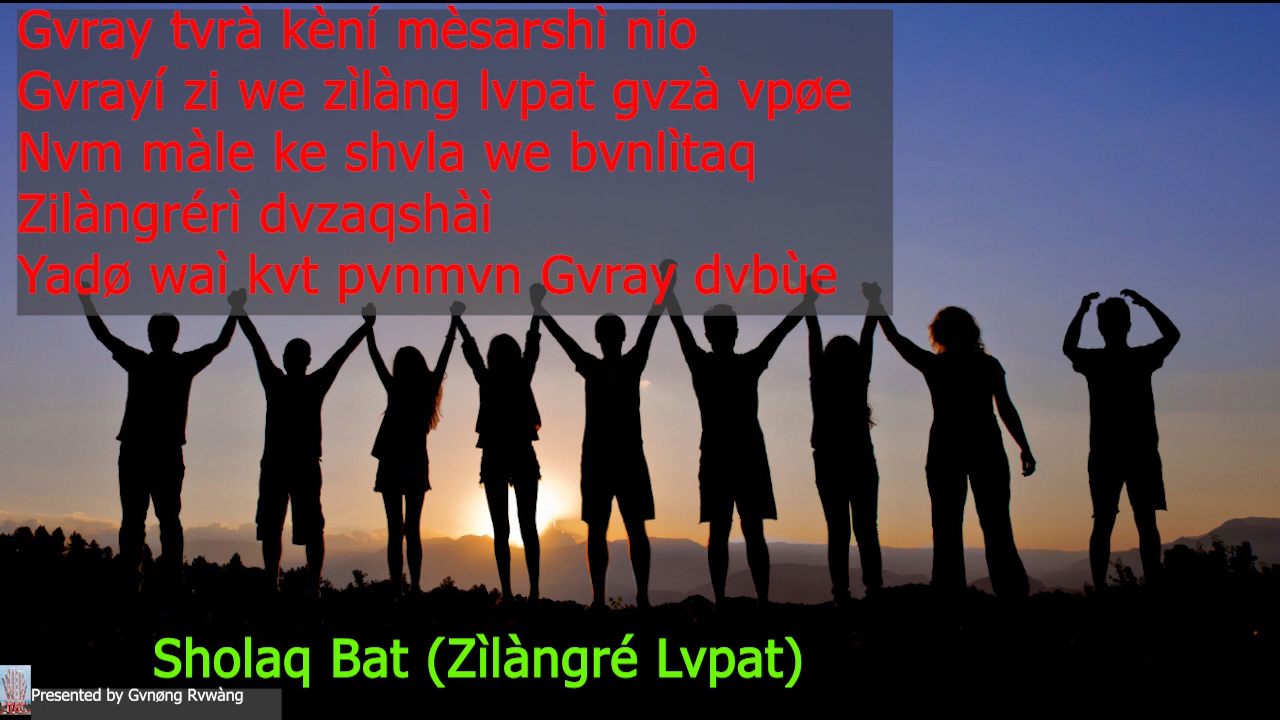 Gvray tvrà kèní mèsarshì nio
Gvrayí zi we zìlàng lvpat gvzà vpøe
Nvm màle ke shvla we bvnlìtaq
Zilàngrérì dvzaqshàì
Yadø waì kvt pvnmvn Gvray dvbùe
Sholaq Bat (Zìlàngré Lvpat)
Presented by Gvnøng Rvwàng